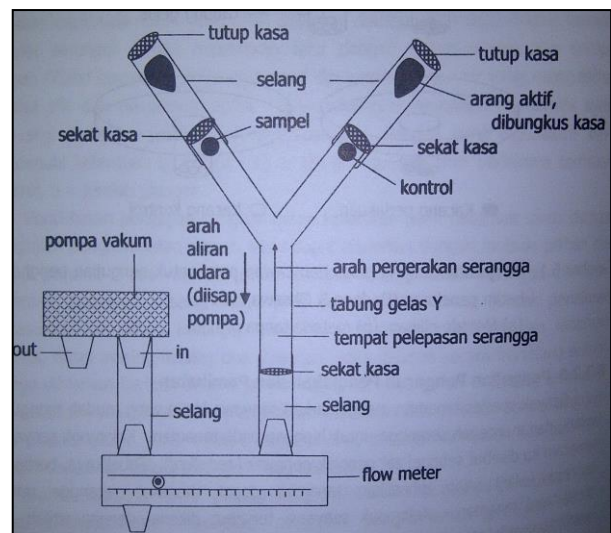 tutup kasa
tutup kasa
selang
arang aktif,
dibungkus kasa
sekat kasa
sampel
sekat kasa
kontrol
pompa vakum
arah
aliran
udara
(diisap
pompa)
arah pergerakan serangga
tabung gelas Y
tempat pelepasan serangga
out
in
sekat kasa
selang
selang
flow meter